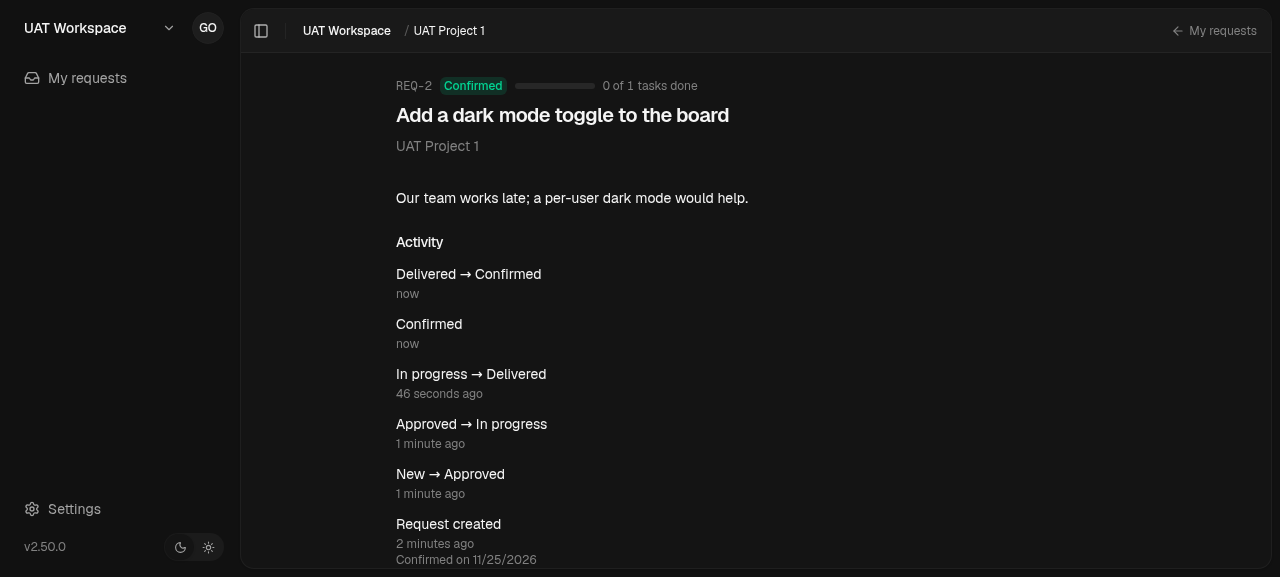 UAT Workspace
GO
My requests
Settings
v2.50.0
UAT Workspace / UAT Project 1
← My requests
REQ-2 Confirmed 0 of 1 tasks done
Add a dark mode toggle to the board
UAT Project 1
Our team works late; a per-user dark mode would help.
Activity
Delivered → Confirmed
now
Confirmed
now
In progress → Delivered
46 seconds ago
Approved → In progress
1 minute ago
New → Approved
1 minute ago
Request created
2 minutes ago
Confirmed on 11/25/2026